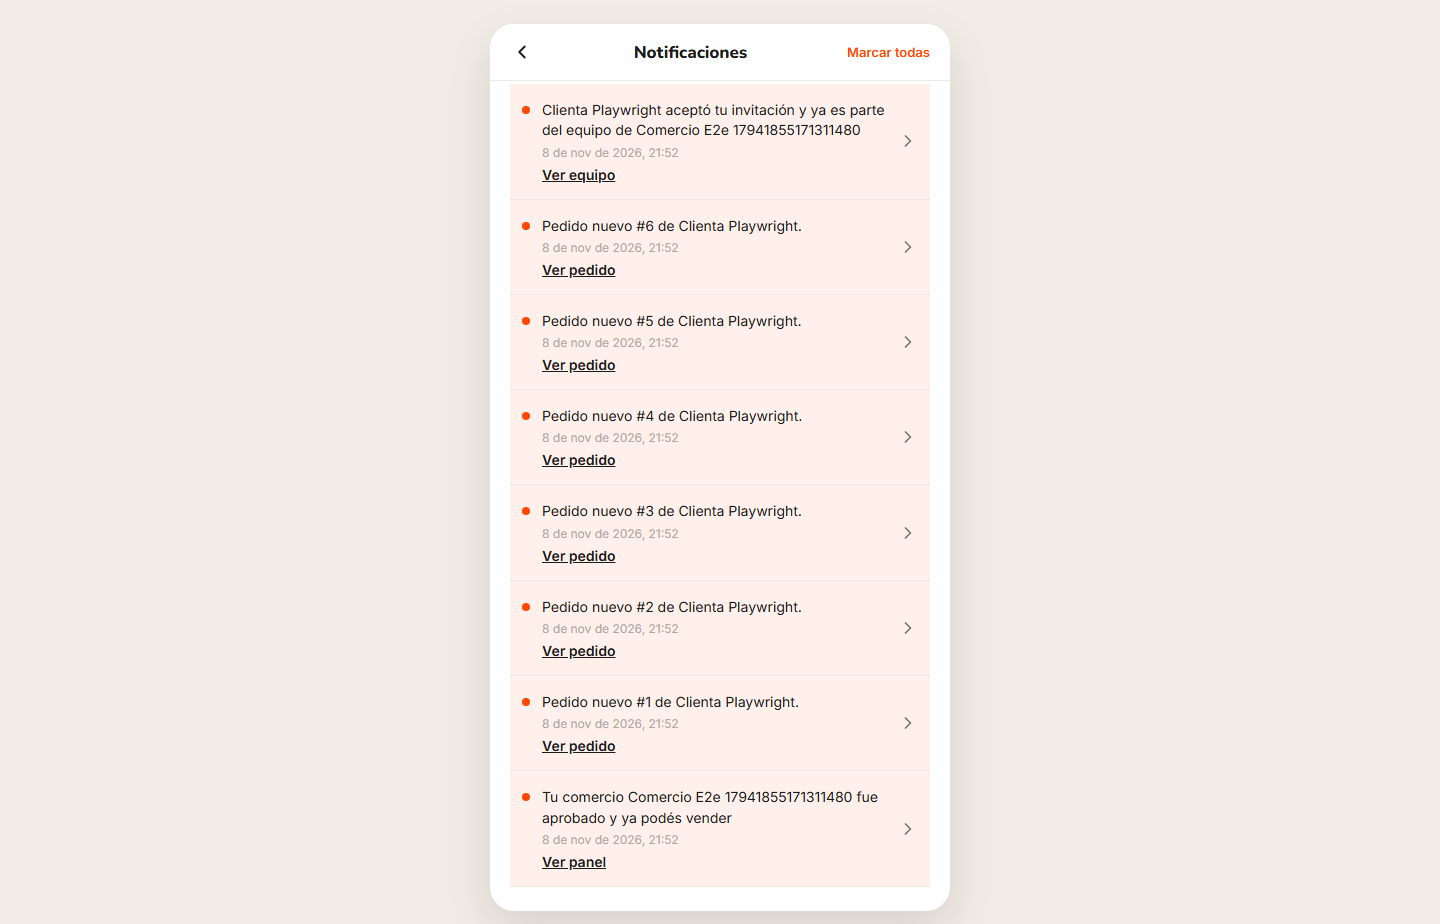 Notificaciones
Marcar todas
Clienta Playwright aceptó tu invitación y ya es parte
del equipo de Comercio E2e 17941855171311480
8 de nov de 2026, 21:52
Ver equipo
Pedido nuevo #6 de Clienta Playwright.
8 de nov de 2026, 21:52
Ver pedido
Pedido nuevo #5 de Clienta Playwright.
8 de nov de 2026, 21:52
Ver pedido
Pedido nuevo #4 de Clienta Playwright.
8 de nov de 2026, 21:52
Ver pedido
Pedido nuevo #3 de Clienta Playwright.
8 de nov de 2026, 21:52
Ver pedido
Pedido nuevo #2 de Clienta Playwright.
8 de nov de 2026, 21:52
Ver pedido
Pedido nuevo #1 de Clienta Playwright.
8 de nov de 2026, 21:52
Ver pedido
Tu comercio Comercio E2e 17941855171311480 fue
aprobado y ya podés vender
8 de nov de 2026, 21:52
Ver panel